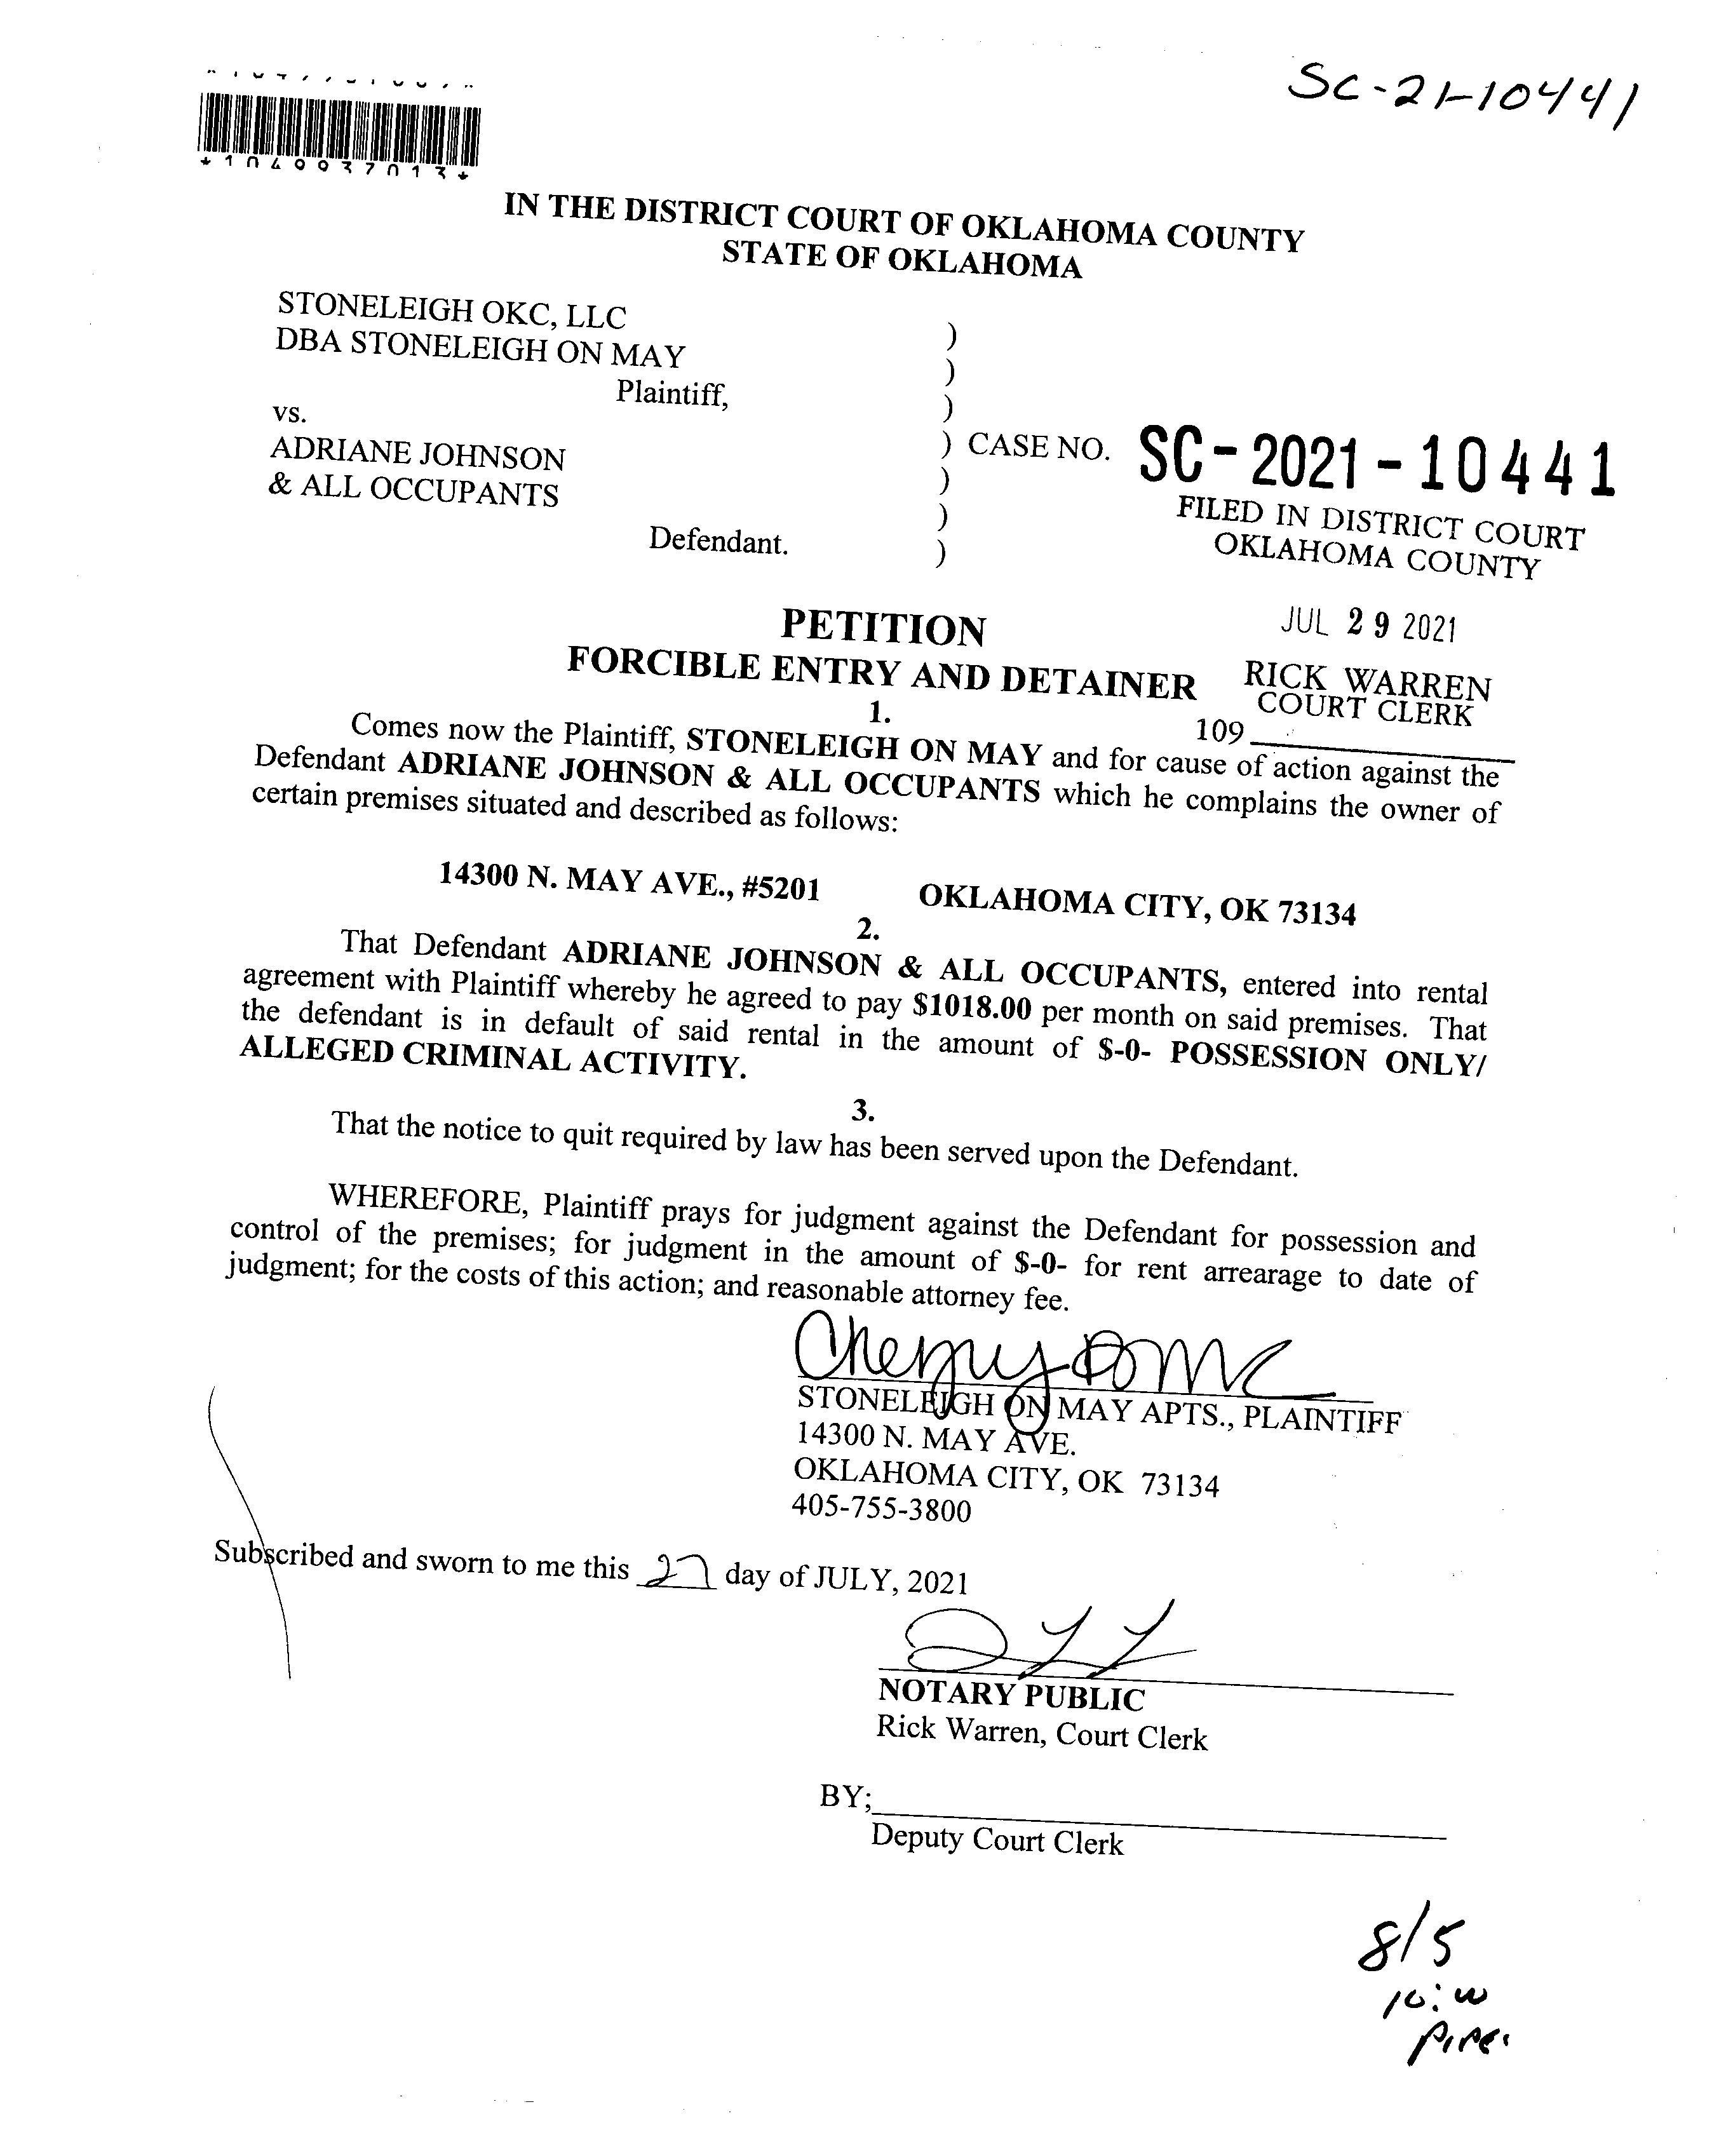 SC-21-10441
*1049937013*
IN THE DISTRICT COURT OF OKLAHOMA COUNTY
STATE OF OKLAHOMA
STONELEIGH OKC, LLC )
DBA STONELEIGH ON MAY )
Plaintiff, )
vs.
ADRIANE JOHNSON ) CASE NO. SC-2021-10441
& ALL OCCUPANTS )
)
Defendant. )
FILED IN DISTRICT COURT
OKLAHOMA COUNTY
JUL 29 2021
RICK WARREN
COURT CLERK
109
PETITION
FORCIBLE ENTRY AND DETAINER
1.
Comes now the Plaintiff, STONELEIGH ON MAY and for cause of action against the
Defendant ADRIANE JOHNSON & ALL OCCUPANTS which he complains the owner of
certain premises situated and described as follows:
14300 N. MAY AVE., #5201 OKLAHOMA CITY, OK 73134
2.
That Defendant ADRIANE JOHNSON & ALL OCCUPANTS, entered into rental
agreement with Plaintiff whereby he agreed to pay $1018.00 per month on said premises. That
the defendant is in default of said rental in the amount of $-0- POSSESSION ONLY/
ALLEGED CRIMINAL ACTIVITY.
3.
That the notice to quit required by law has been served upon the Defendant.
WHEREFORE, Plaintiff prays for judgment against the Defendant for possession and
control of the premises; for judgment in the amount of $-0- for rent arrearage to date of
judgment; for the costs of this action; and reasonable attorney fee.
STONELEIGH ON MAY APTS., PLAINTIFF
14300 N. MAY AVE.
OKLAHOMA CITY, OK 73134
405-755-3800
Subscribed and sworn to me this 27 day of JULY, 2021
NOTARY PUBLIC
Rick Warren, Court Clerk
BY;
Deputy Court Clerk
8/5